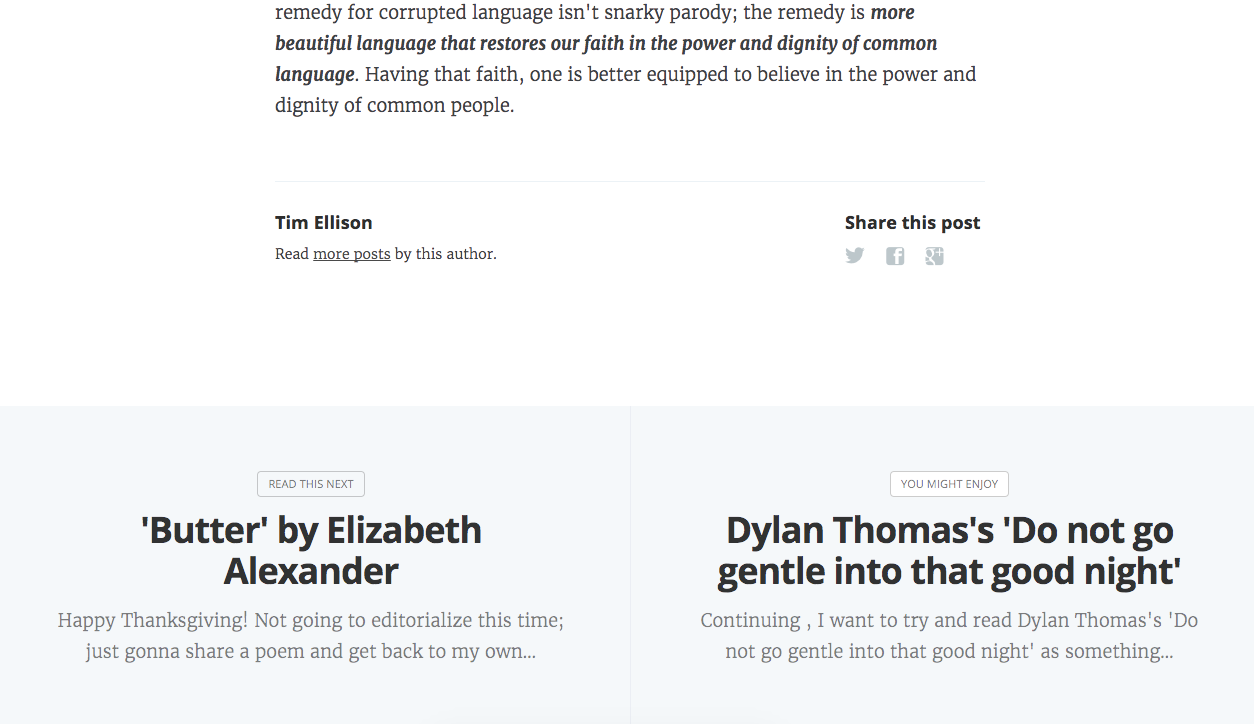 remedy for corrupted language isn't snarky parody; the remedy is more
beautiful language that restores our faith in the power and dignity of common
language. Having that faith, one is better equipped to believe in the power and
dignity of common people.
Tim Ellison
Read more posts by this author.
Share this post
READ THIS NEXT
'Butter' by Elizabeth
Alexander
Happy Thanksgiving! Not going to editorialize this time;
just gonna share a poem and get back to my own...
YOU MIGHT ENJOY
Dylan Thomas's 'Do not go
gentle into that good night'
Continuing , I want to try and read Dylan Thomas's 'Do
not go gentle into that good night' as something...